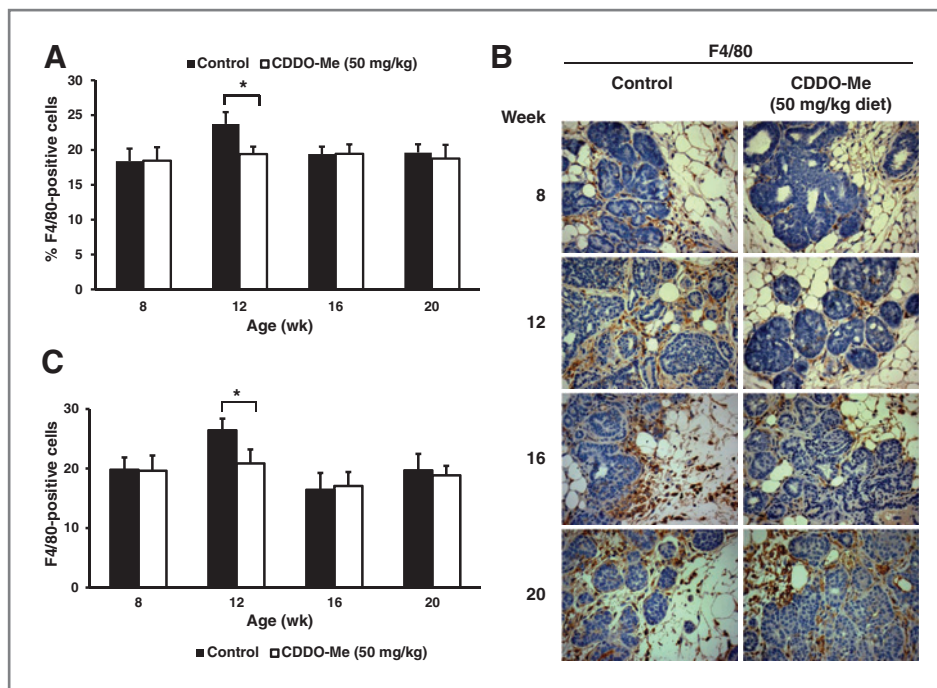 A
Control CDDO-Me (50 mg/kg)
% F4/80-positive cells
30
25
20
15
10
5
0
*
8 12 16 20
Age (wk)
B
F4/80
Control CDDO-Me
(50 mg/kg diet)
Week
8
12
16
20
C
F4/80-positive cells
30
20
10
0
*
8 12 16 20
Age (wk)
Control CDDO-Me (50 mg/kg)